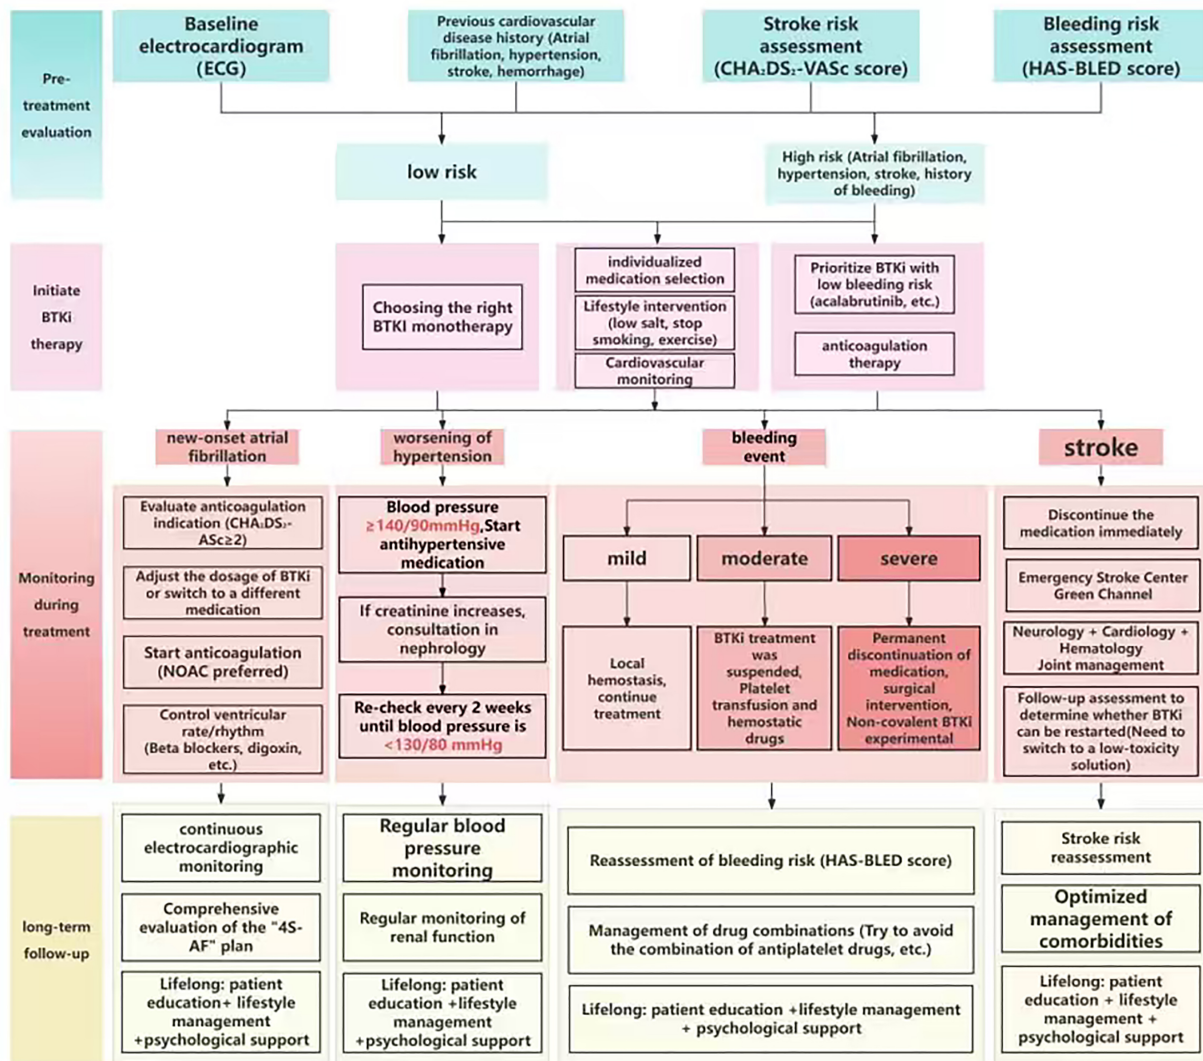 Pre-
treatment
evaluation
Baseline
electrocardiogram
(ECG)
Previous cardiovascular
disease history (Atrial
fibrillation, hypertension,
stroke, hemorrhage)
Stroke risk
assessment
(CHA₂DS₂-VASc score)
Bleeding risk
assessment
(HAS-BLED score)
low risk
High risk (Atrial fibrillation,
hypertension, stroke, history
of bleeding)
Initiate
BTKi
therapy
Choosing the right
BTKI monotherapy
individualized
medication selection
Lifestyle intervention
(low salt, stop
smoking, exercise)
Cardiovascular
monitoring
Prioritize BTKi with
low bleeding risk
(acalabrutinib, etc.)
anticoagulation
therapy
Monitoring
during
treatment
new-onset atrial
fibrillation
Evaluate anticoagulation
indication (CHA₂DS₂-
ASc≥2)
Adjust the dosage of BTKi
or switch to a different
medication
Start anticoagulation
(NOAC preferred)
Control ventricular
rate/rhythm
(Beta blockers, digoxin,
etc.)
worsening of
hypertension
Blood pressure
≥140/90mmHg,Start
antihypertensive
medication
If creatinine increases,
consultation in
nephrology
Re-check every 2 weeks
until blood pressure is
<130/80 mmHg
bleeding
event
mild
moderate
severe
Local
hemostasis,
continue
treatment
BTKi treatment
was
suspended,
Platelet
transfusion and
hemostatic
drugs
Permanent
discontinuation of
medication,
surgical
intervention,
Non-covalent BTKi
experimental
stroke
Discontinue the
medication immediately
Emergency Stroke Center
Green Channel
Neurology + Cardiology +
Hematology
Joint management
Follow-up assessment to
determine whether BTKi
can be restarted(Need to
switch to a low-toxicity
solution)
long-term
follow-up
continuous
electrocardiographic
monitoring
Comprehensive
evaluation of the "4S-
AF" plan
Lifelong: patient
education+ lifestyle
management
+psychological support
Regular blood
pressure
monitoring
Regular monitoring of
renal function
Lifelong: patient
education +lifestyle
management
+psychological support
Reassessment of bleeding risk (HAS-BLED score)
Management of drug combinations (Try to avoid
the combination of antiplatelet drugs, etc.)
Lifelong: patient education +lifestyle management
+ psychological support
Stroke risk
reassessment
Optimized
management of
comorbidities
Lifelong: patient
education + lifestyle
management +
psychological support